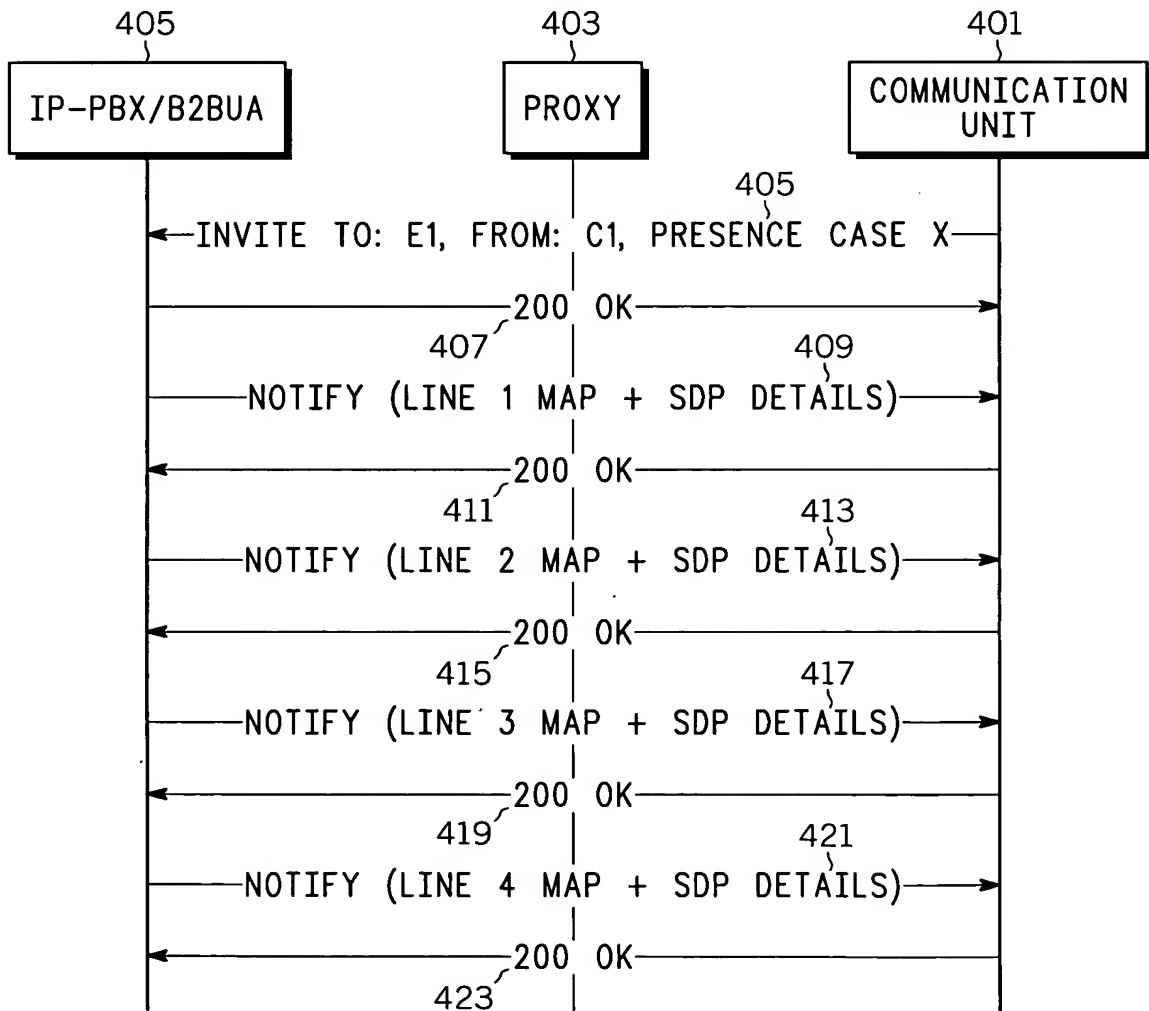 405 403 401
IP-PBX/B2BUA PROXY COMMUNICATION
UNIT
405
INVITE TO: E1, FROM: C1, PRESENCE CASE X
200 OK
407 409
NOTIFY (LINE 1 MAP + SDP DETAILS)
200 OK
411 413
NOTIFY (LINE 2 MAP + SDP DETAILS)
200 OK
415 417
NOTIFY (LINE 3 MAP + SDP DETAILS)
200 OK
419 421
NOTIFY (LINE 4 MAP + SDP DETAILS)
200 OK
423